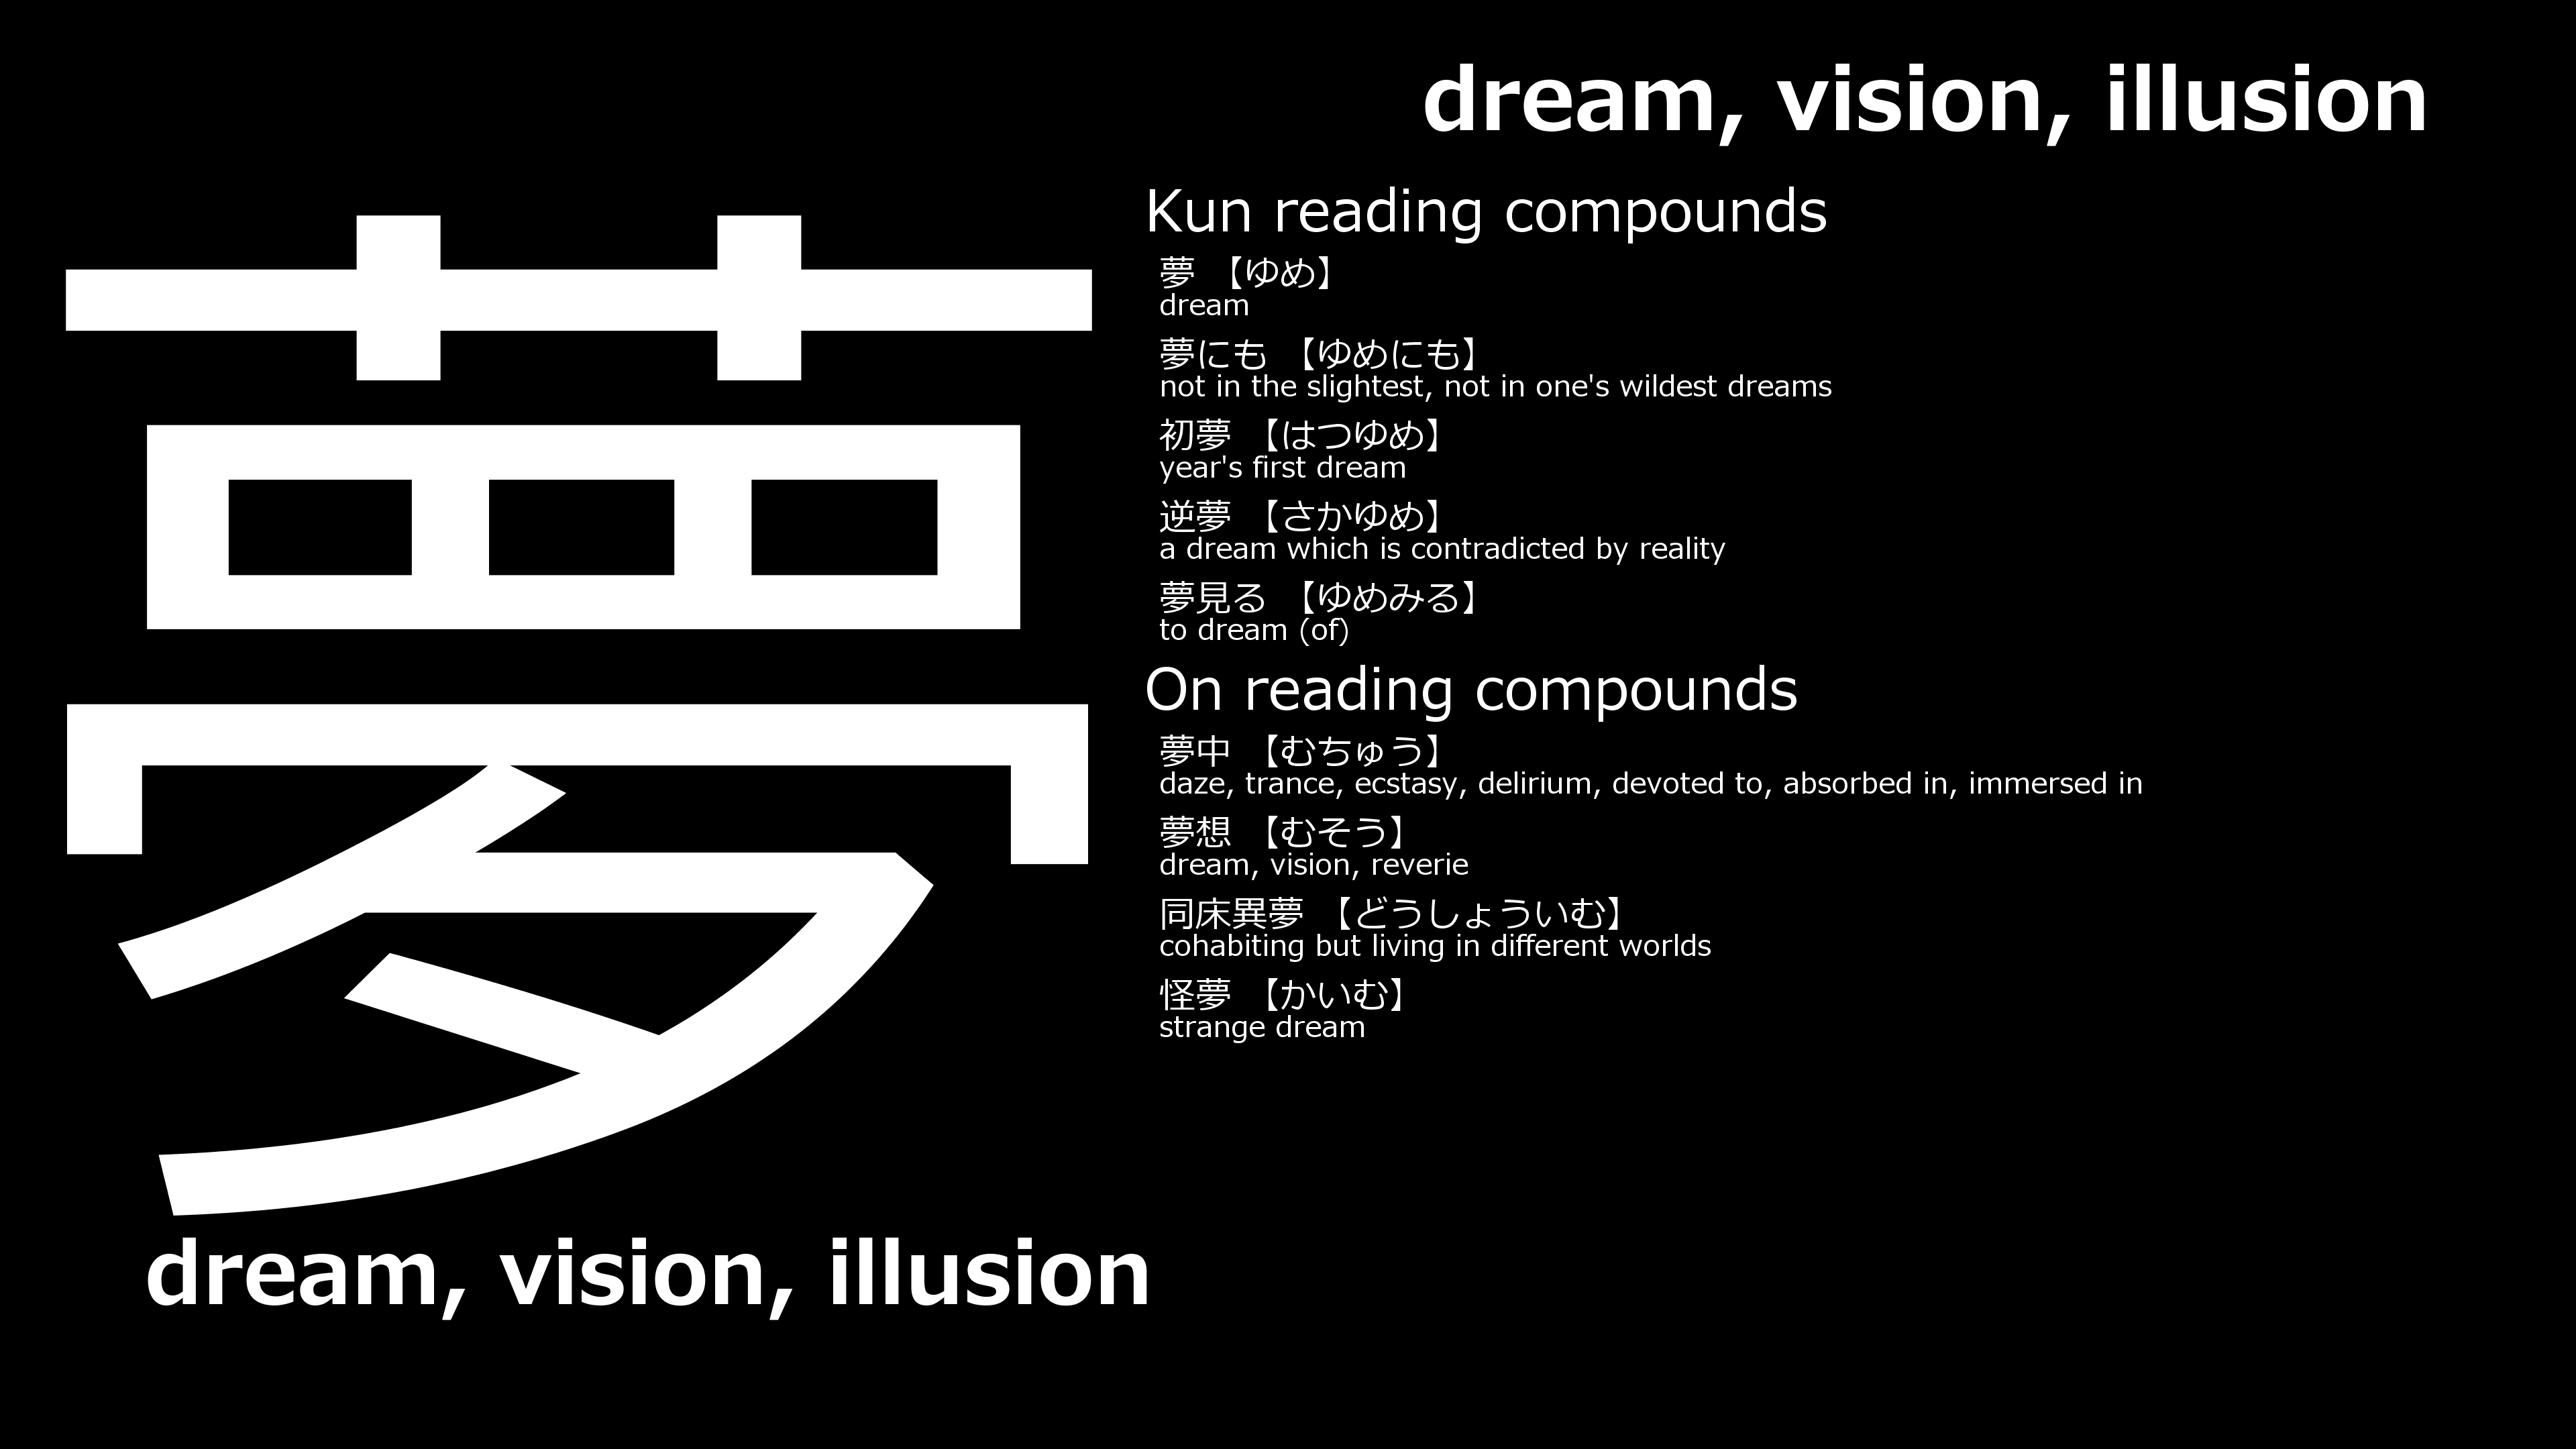 夢
dream, vision, illusion
dream, vision, illusion
Kun reading compounds
夢 【ゆめ】
dream
夢にも 【ゆめにも】
not in the slightest, not in one's wildest dreams
初夢 【はつゆめ】
year's first dream
逆夢 【さかゆめ】
a dream which is contradicted by reality
夢見る 【ゆめみる】
to dream (of)
On reading compounds
夢中 【むちゅう】
daze, trance, ecstasy, delirium, devoted to, absorbed in, immersed in
夢想 【むそう】
dream, vision, reverie
同床異夢 【どうしょういむ】
cohabiting but living in different worlds
怪夢 【かいむ】
strange dream